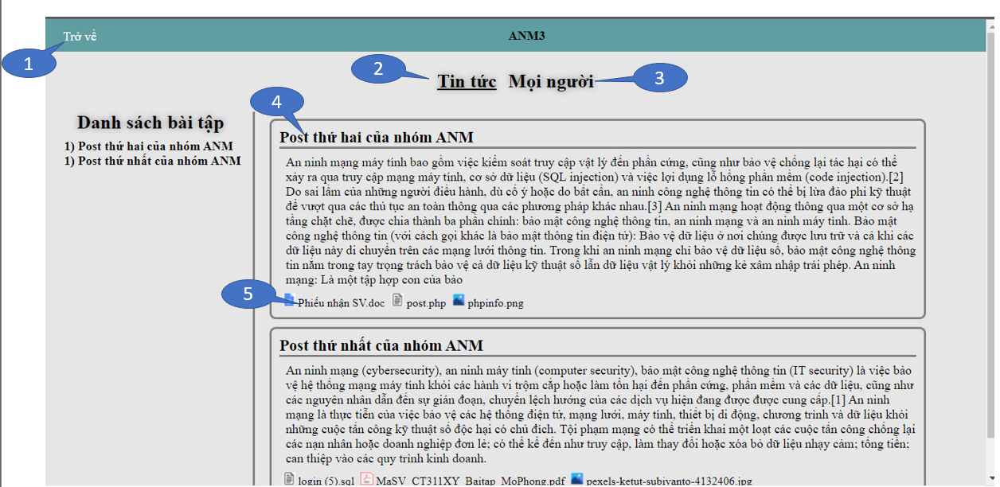 Trở về
ANM3
1
2
Tin tức Mọi người
3
4
Danh sách bài tập
1) Post thứ hai của nhóm ANM
1) Post thứ nhất của nhóm ANM
Post thứ hai của nhóm ANM
An ninh mạng máy tính bao gồm việc kiểm soát truy cập vật lý đến phần cứng, cũng như bảo vệ chống lại tác hại có thể
xảy ra qua truy cập mạng máy tính, cơ sở dữ liệu (SQL injection) và việc lợi dụng lỗ hổng phần mềm (code injection).[2]
Do sai lầm của những người điều hành, dù cố ý hoặc do bất cẩn, an ninh công nghệ thông tin có thể bị lừa đảo phi kỹ thuật
để vượt qua các thủ tục an toàn thông qua các phương pháp khác nhau.[3] An ninh mạng hoạt động thông qua một cơ sở hạ
tầng chặt chẽ, được chia thành ba phần chính: bảo mật công nghệ thông tin, an ninh mạng và an ninh máy tính. Bảo mật
công nghệ thông tin (với cách gọi khác là bảo mật thông tin điện tử): Bảo vệ dữ liệu ở nơi chúng được lưu trữ và cả khi các
dữ liệu này di chuyển trên các mạng lưới thông tin. Trong khi an ninh mạng chỉ bảo vệ dữ liệu số, bảo mật công nghệ thông
tin nắm trong tay trọng trách bảo vệ cả dữ liệu kỹ thuật số lẫn dữ liệu vật lý khỏi những kẻ xâm nhập trái phép. An ninh
mạng: Là một tập hợp con của bảo
5
Phiếu nhận SV.doc post.php phpinfo.png
Post thứ nhất của nhóm ANM
An ninh mạng (cybersecurity), an ninh máy tính (computer security), bảo mật công nghệ thông tin (IT security) là việc bảo
vệ hệ thống mạng máy tính khỏi các hành vi trộm cắp hoặc làm tổn hại đến phần cứng, phần mềm và các dữ liệu, cũng như
các nguyên nhân dẫn đến sự gián đoạn, chuyển lệch hướng của các dịch vụ hiện đang được được cung cấp.[1] An ninh
mạng là thực tiễn của việc bảo vệ các hệ thống điện tử, mạng lưới, máy tính, thiết bị di động, chương trình và dữ liệu khỏi
những cuộc tấn công kỹ thuật số độc hại có chủ đích. Tội phạm mạng có thể triển khai một loạt các cuộc tấn công chống lại
các nạn nhân hoặc doanh nghiệp đơn lẻ; có thể kể đến như truy cập, làm thay đổi hoặc xóa bỏ dữ liệu nhạy cảm; tống tiền;
can thiệp vào các quy trình kinh doanh.
login (5).sql MaSV_CT311XY_Baitap_MoPhong.pdf pexels-ketut-subiyanto-4132406.jpg